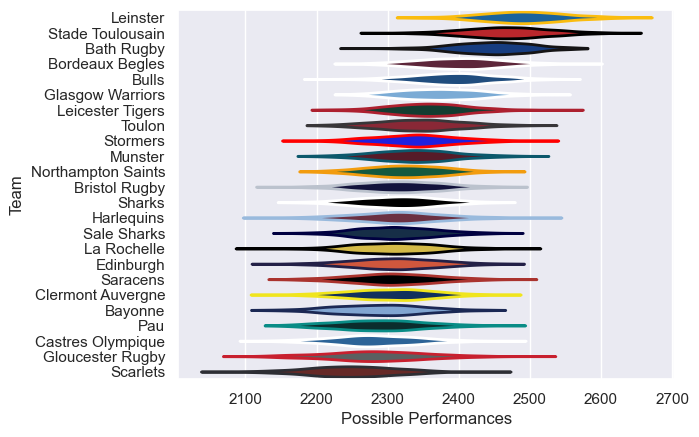 Leinster
Stade Toulousain
Bath Rugby
Bordeaux Begles
Bulls
Glasgow Warriors
Leicester Tigers
Toulon
Stormers
Munster
Northampton Saints
Bristol Rugby
Sharks
Harlequins
Sale Sharks
La Rochelle
Edinburgh
Saracens
Clermont Auvergne
Bayonne
Pau
Castres Olympique
Gloucester Rugby
Scarlets
Team
2100 2200 2300 2400 2500 2600 2700
Possible Performances